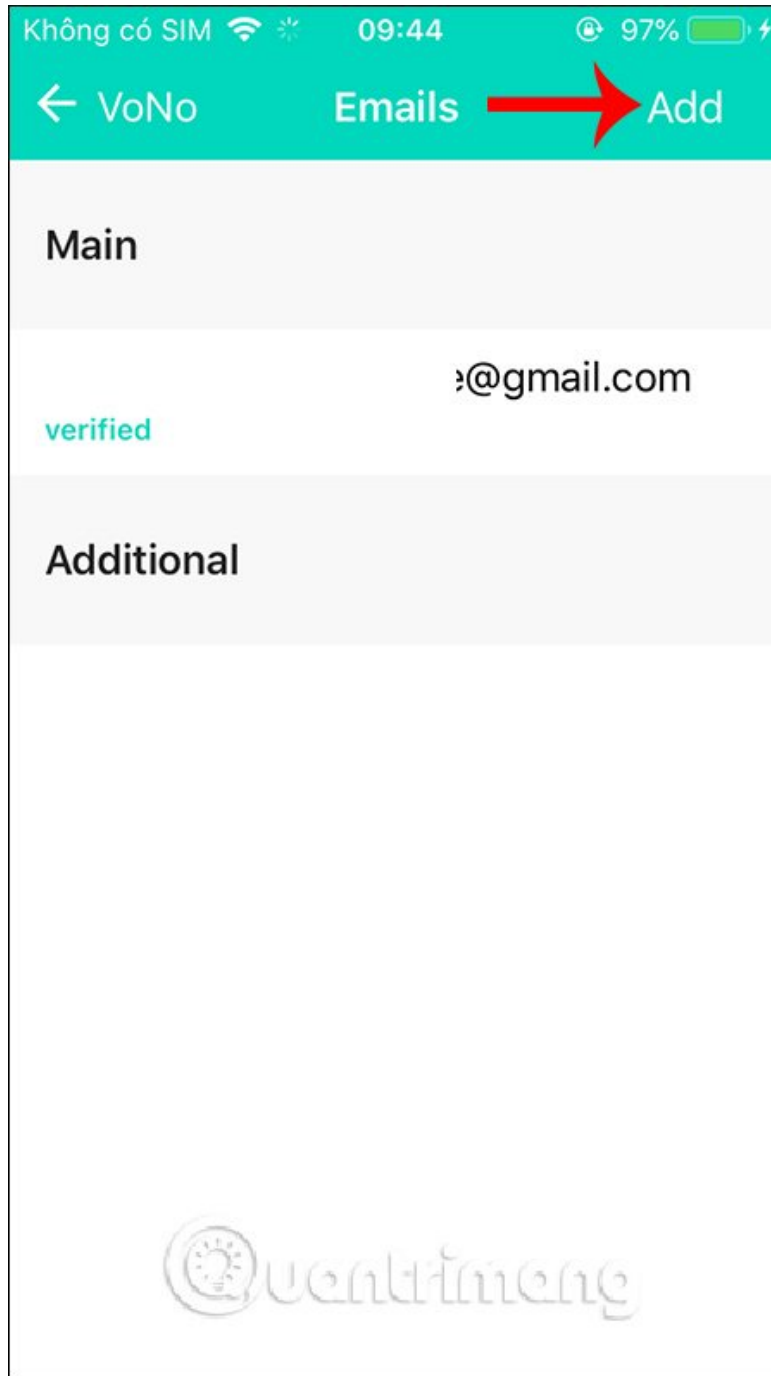 Không có SIM 09:44 97%
VoNo Emails Add
Main
@gmail.com
verified
Additional
Quantrimang